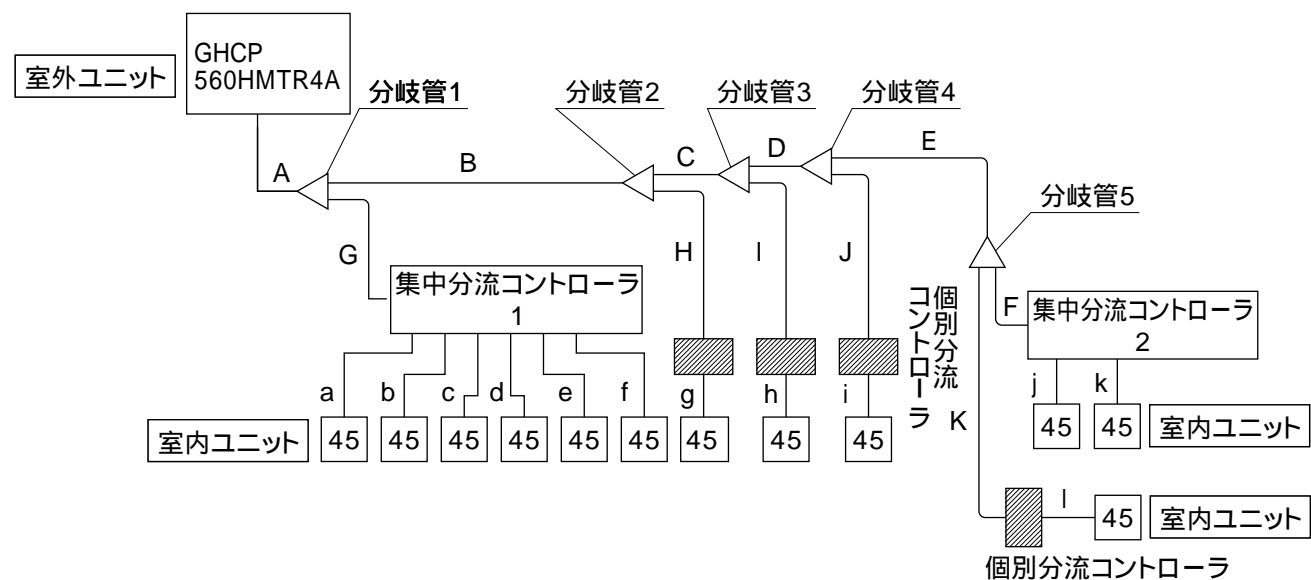 室外ユニット
GHCP
560HMTR4A
分岐管1
分岐管2
分岐管3
分岐管4
A
B
C
D
E
分岐管5
G
H
I
J
集中分流コントローラ
1
個別分流
コントローラ
K
F
集中分流コントローラ
2
a
b
c
d
e
f
g
h
i
j
k
室内ユニット
45
45
45
45
45
45
45
45
45
45
45
室内ユニット
l
45
室内ユニット
個別分流コントローラ